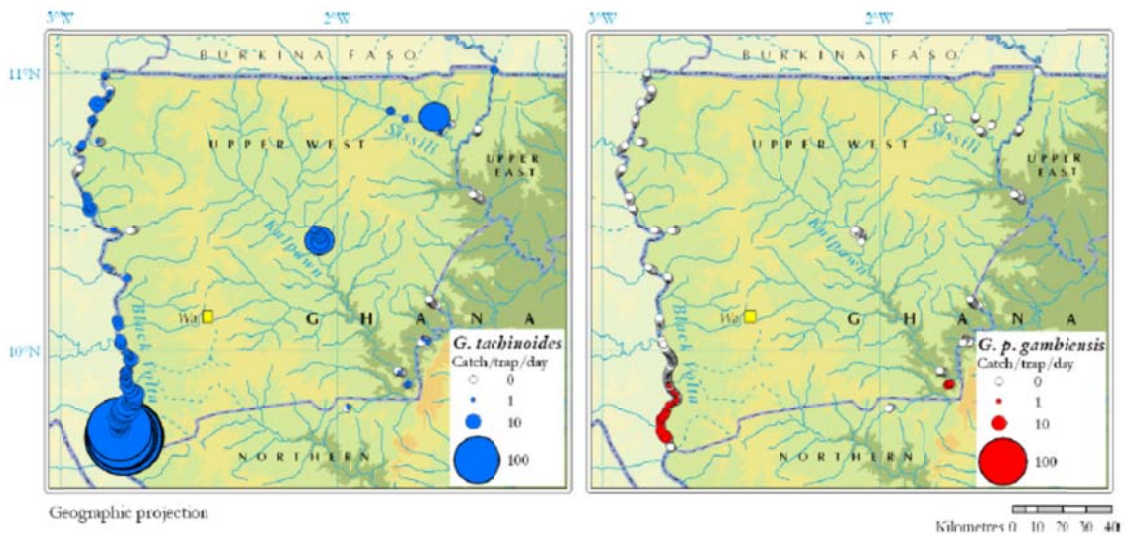 3°W 2°W 3°W 2°W
BURKINA FASO BURKINA FASO
11°N
Sissili Sissili
UPPER WEST UPPER WEST
UPPER EAST UPPER EAST
Kulpawn Kulpawn
Black Volta Black Volta
Wa Wa
GHANA GHANA
10°N
G. tachinoides
Catch/trap/day
0
1
10
100
G. p. gambiensis
Catch/trap/day
0
1
10
100
NORTHERN NORTHERN
Geographic projection
Kilometres 0 10 20 30 40